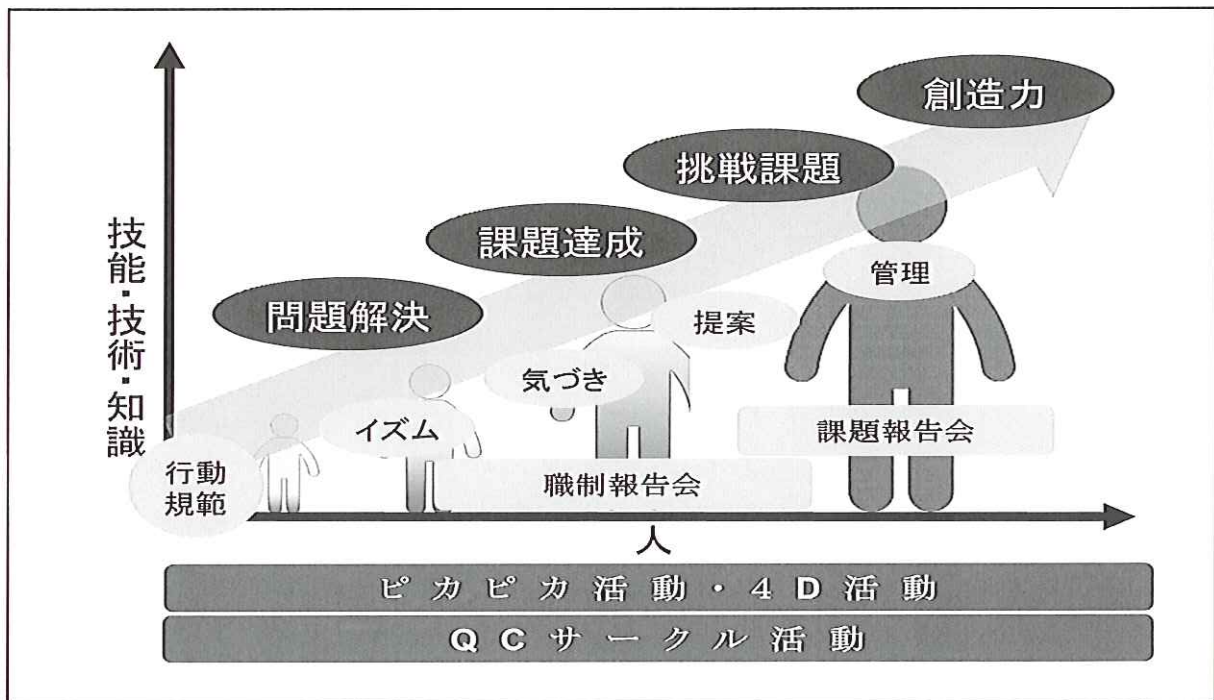 創造力
挑戦課題
課題達成
問題解決
技能・技術・知識
管理
提案
気づき
イズム
行動
規範
課題報告会
職制報告会
人
ピカピカ活動・4D活動
QCサークル活動